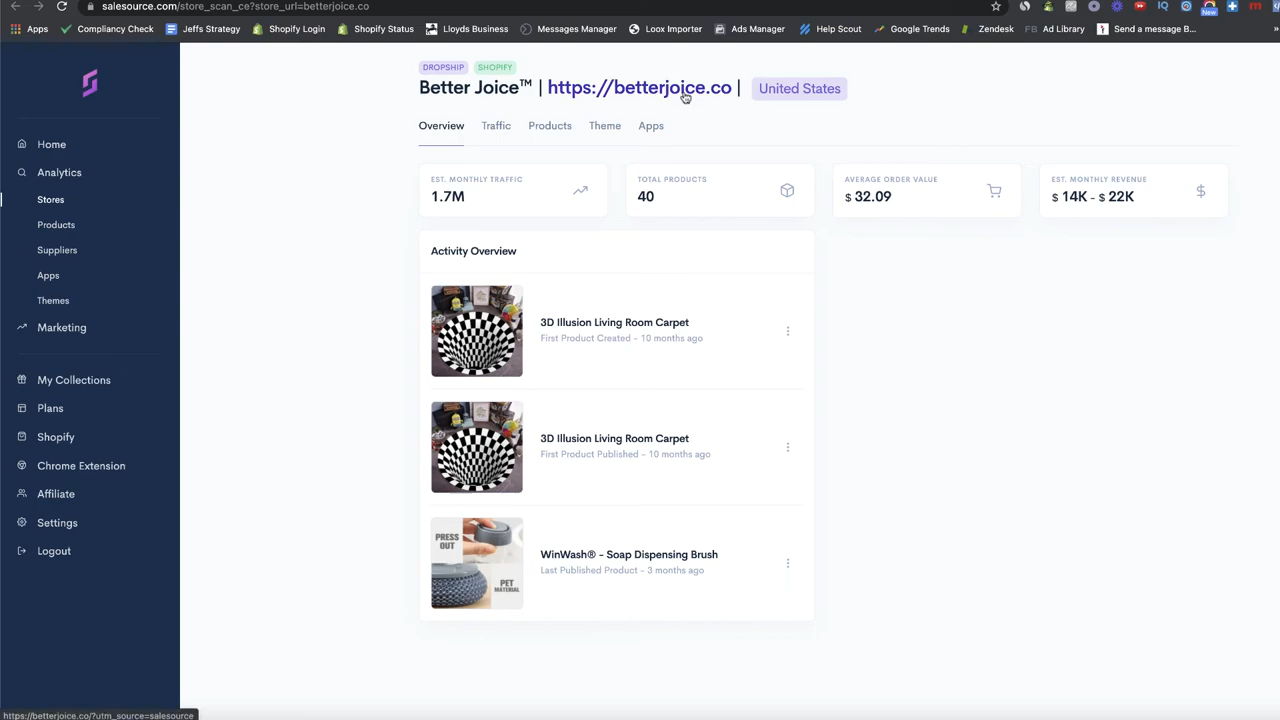 salesource.com/store_scan_ce?store_url=betterjoice.co
Apps
Compliancy Check
Jeffs Strategy
Shopify Login
Shopify Status
Lloyds Business
Messages Manager
Loox Importer
Ads Manager
Help Scout
Google Trends
Zendesk
FB Ad Library
Send a message B...
New
»
DROPSHIP SHOPIFY
Better Joice™ | https://betterjoice.co | United States
Overview Traffic Products Theme Apps
Home
Analytics
Stores
Products
Suppliers
Apps
Themes
Marketing
My Collections
Plans
Shopify
Chrome Extension
Affiliate
Settings
Logout
EST. MONTHLY TRAFFIC
1.7M
TOTAL PRODUCTS
40
AVERAGE ORDER VALUE
$ 32.09
EST. MONTHLY REVENUE
$ 14K - $ 22K
Activity Overview
3D Illusion Living Room Carpet
First Product Created - 10 months ago
3D Illusion Living Room Carpet
First Product Published - 10 months ago
PRESS
OUT
PET
MATERIAL
WinWash® - Soap Dispensing Brush
Last Published Product - 3 months ago
https://betterjoice.co/?utm_source=salesource